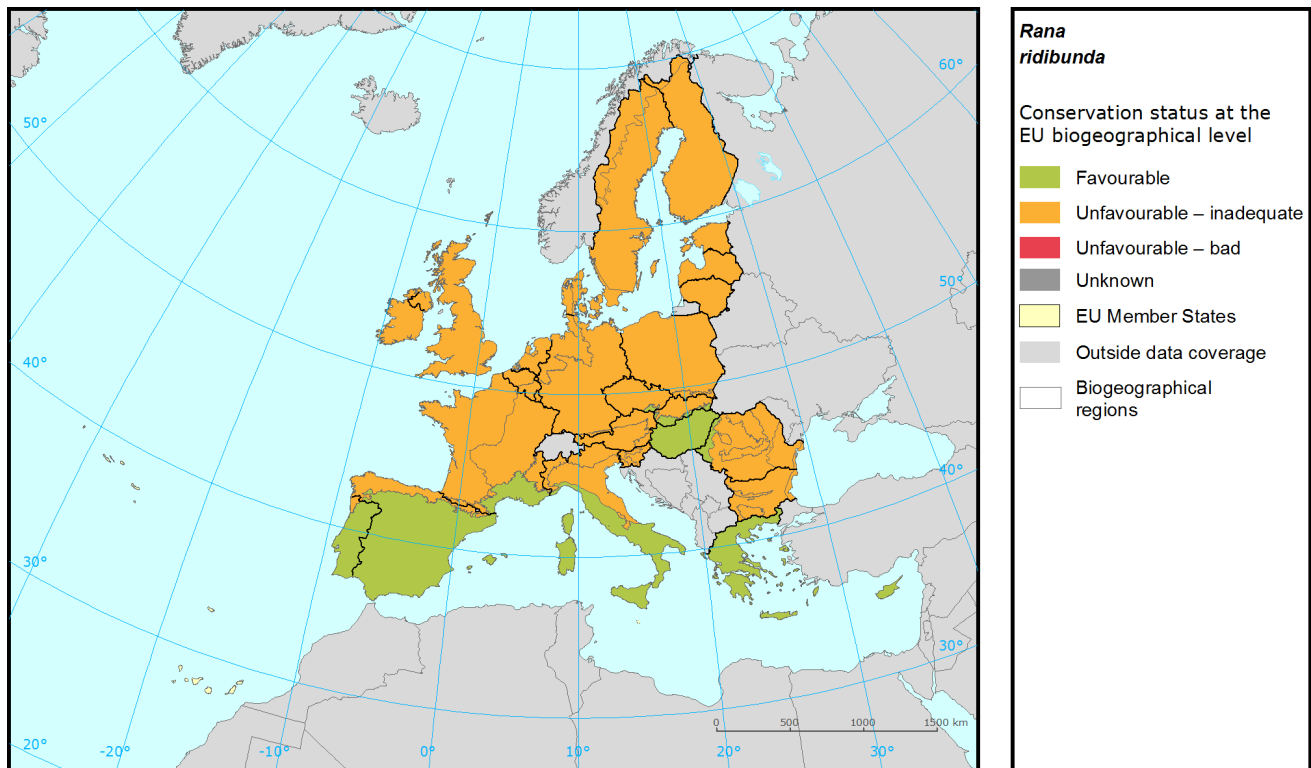 60°
50°
50°
40°
40°
30°
30°
20°
-20°
-10°
0°
10°
20°
30°
0 500 1000 1500 km
Rana
ridibunda
Conservation status at the
EU biogeographical level
Favourable
Unfavourable – inadequate
Unfavourable – bad
Unknown
EU Member States
Outside data coverage
Biogeographical
regions